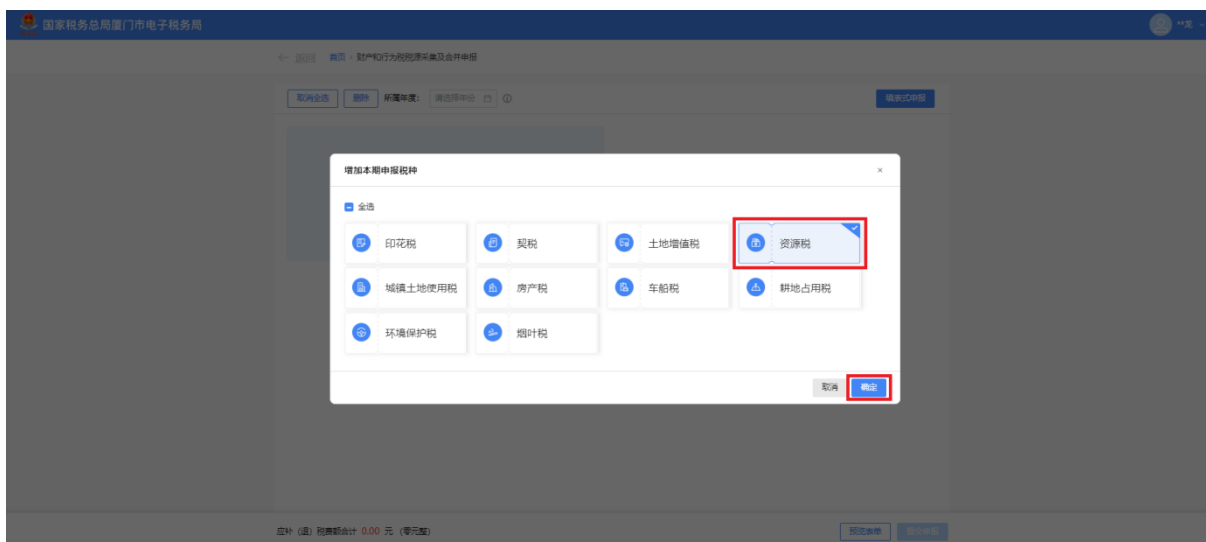 国家税务总局厦门市电子税务局
**宽
← 返回 首页 › 财产和行为税税源采集及合并申报
取消全选 删除 所属年度: 请选择年份 填表式申报
增加本期申报税种 ×
全选
印花税 契税 土地增值税 资源税
城镇土地使用税 房产税 车船税 耕地占用税
环境保护税 烟叶税
取消 确定
应补（退）税费额合计 0.00 元（零元整） 预览表单 提交申报